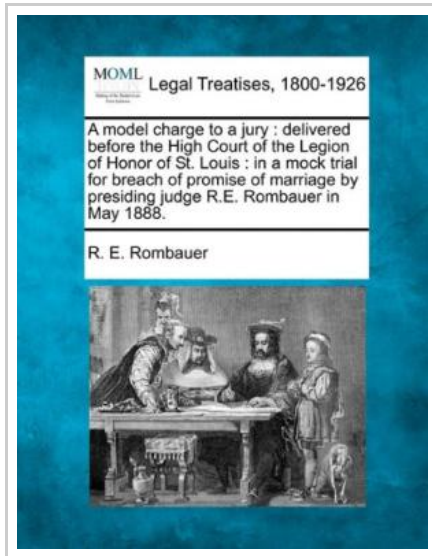 MOML
Legal Treatises, 1800-1926
A model charge to a jury : delivered
before the High Court of the Legion
of Honor of St. Louis : in a mock trial
for breach of promise of marriage by
presiding judge R.E. Rombauer in
May 1888.
R. E. Rombauer